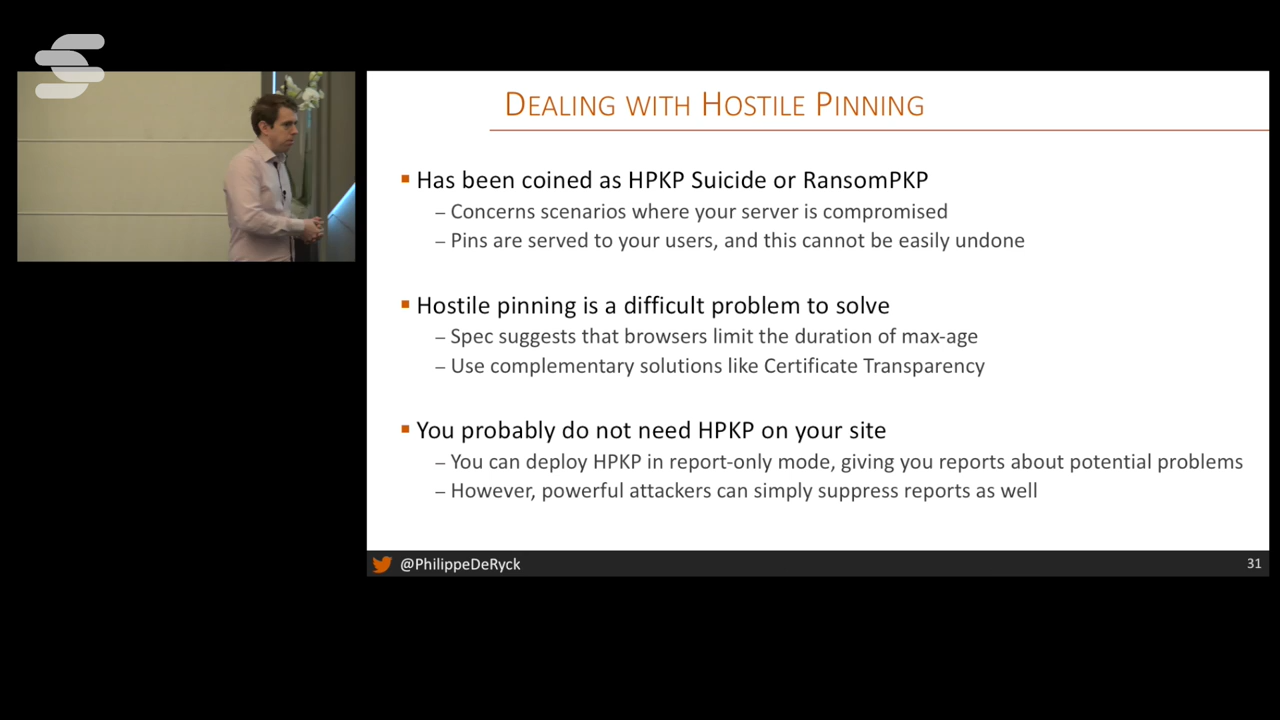 DEALING WITH HOSTILE PINNING
▪ Has been coined as HPKP Suicide or RansomPKP
– Concerns scenarios where your server is compromised
– Pins are served to your users, and this cannot be easily undone
▪ Hostile pinning is a difficult problem to solve
– Spec suggests that browsers limit the duration of max-age
– Use complementary solutions like Certificate Transparency
▪ You probably do not need HPKP on your site
– You can deploy HPKP in report-only mode, giving you reports about potential problems
– However, powerful attackers can simply suppress reports as well
@PhilippeDeRyck
31